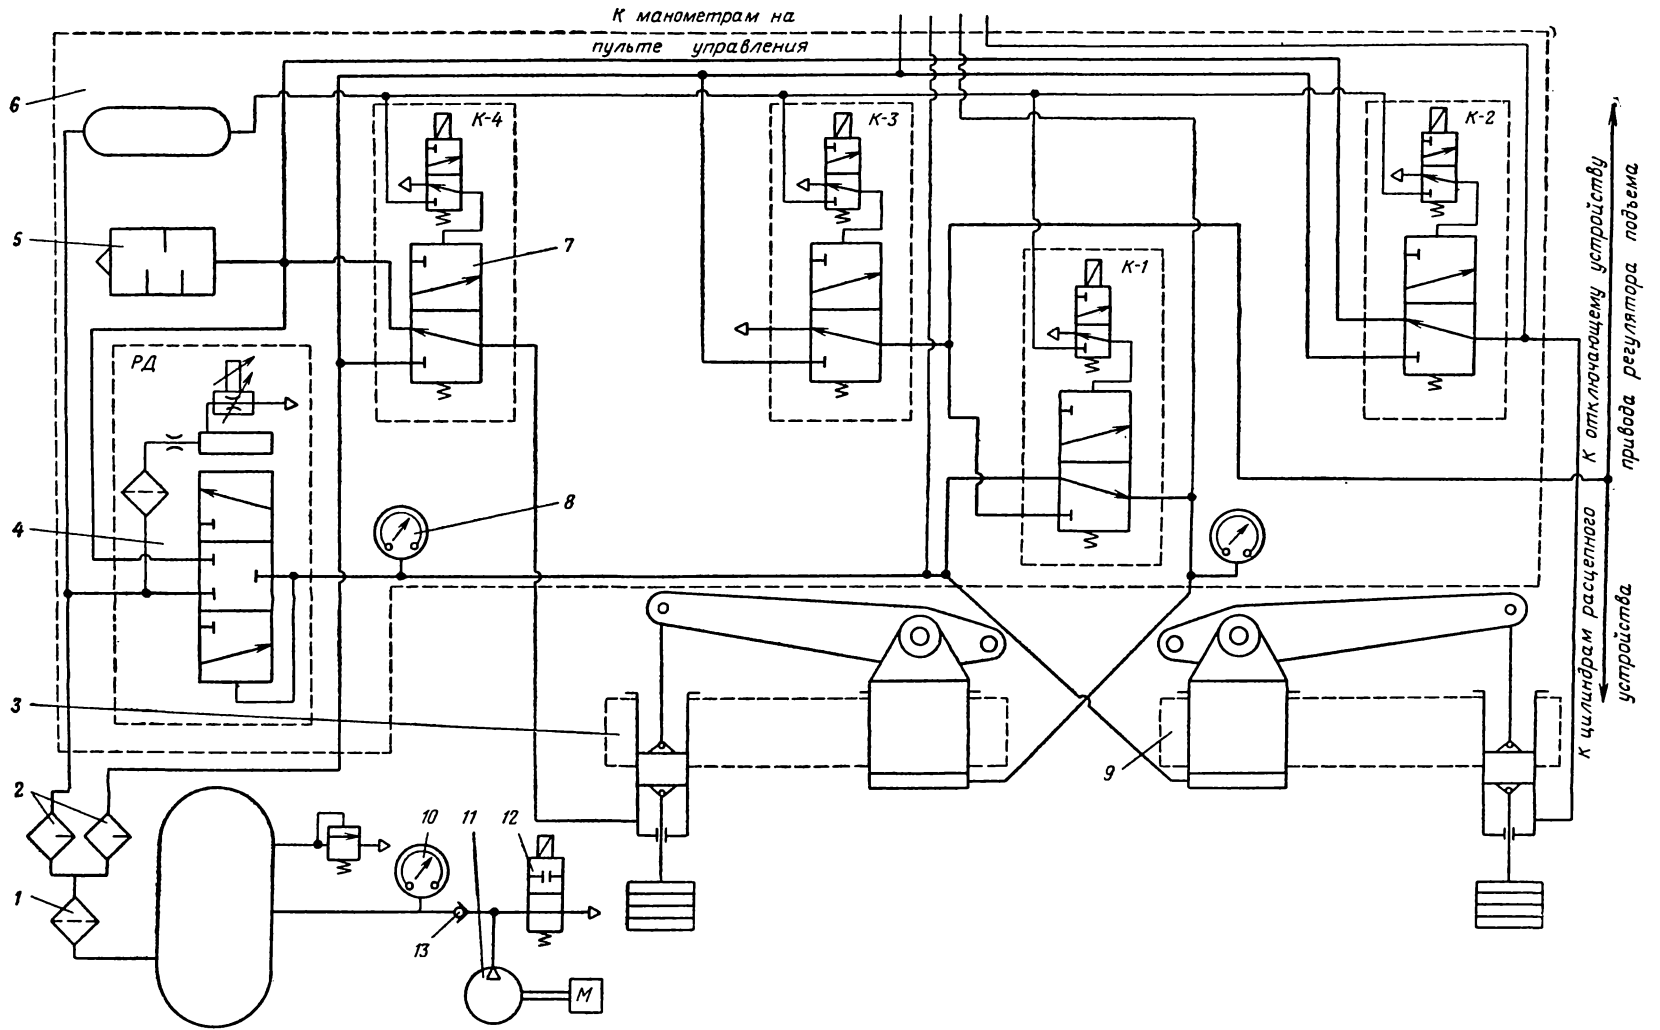 К манометрам на
пульте управления
6
К-4
К-3
К-2
5
7
К-1
РД
8
4
3
9
2
10
11
12
1
13
М
К отключающему устройству
привода регулятора подъема
К цилиндрам расцепного
устройства